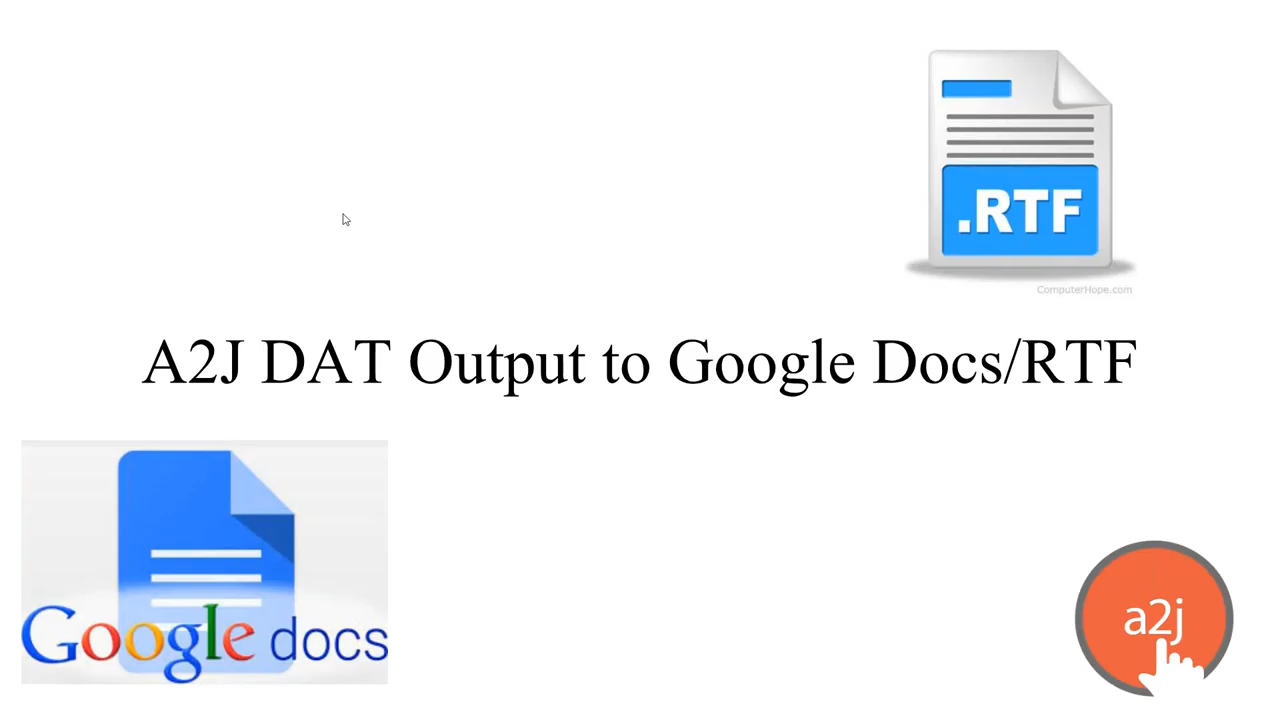 .RTF
ComputerHope.com
A2J DAT Output to Google Docs/RTF
Google docs
a2j